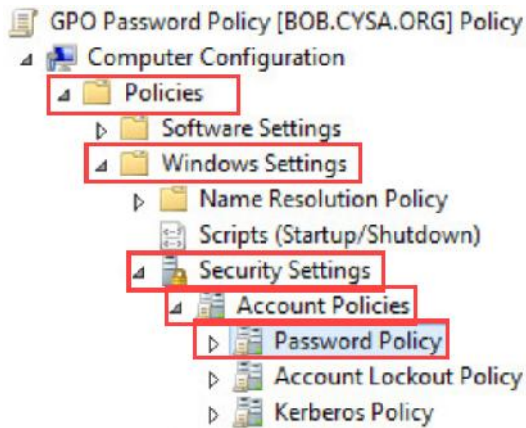 GPO Password Policy [BOB.CYSA.ORG] Policy
Computer Configuration
Policies
Software Settings
Windows Settings
Name Resolution Policy
Scripts (Startup/Shutdown)
Security Settings
Account Policies
Password Policy
Account Lockout Policy
Kerberos Policy